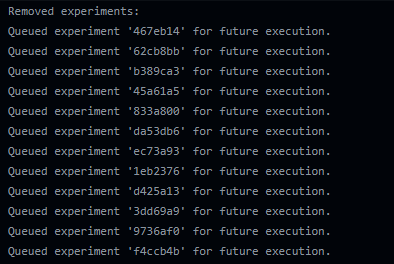 Removed experiments:
Queued experiment '467eb14' for future execution.
Queued experiment '62cb8bb' for future execution.
Queued experiment 'b389ca3' for future execution.
Queued experiment '45a61a5' for future execution.
Queued experiment '833a800' for future execution.
Queued experiment 'da53db6' for future execution.
Queued experiment 'ec73a93' for future execution.
Queued experiment '1eb2376' for future execution.
Queued experiment 'd425a13' for future execution.
Queued experiment '3dd69a9' for future execution.
Queued experiment '9736af0' for future execution.
Queued experiment 'f4ccb4b' for future execution.